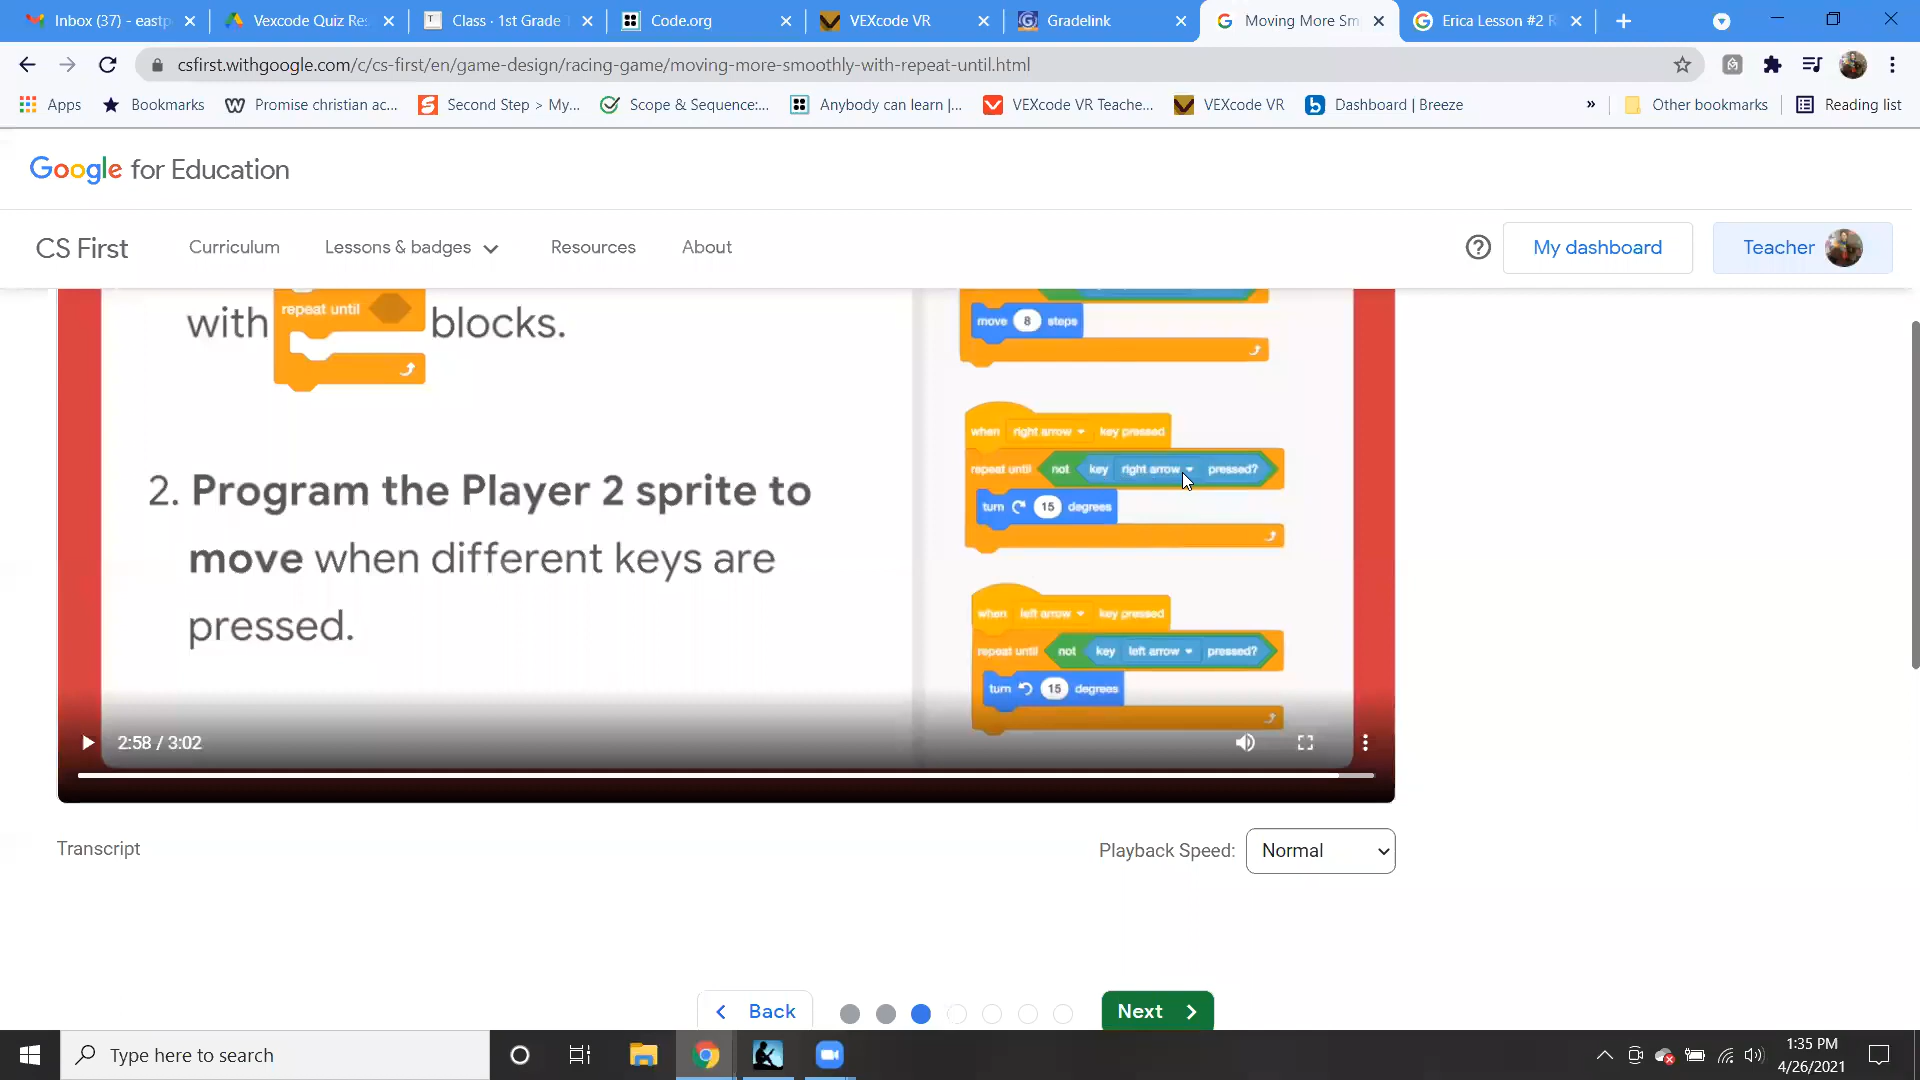 Inbox (37) - eastp
Vexcode Quiz Res
Class · 1st Grade
Code.org
VEXcode VR
Gradelink
Moving More Sm
Erica Lesson #2 R
csfirst.withgoogle.com/c/cs-first/en/game-design/racing-game/moving-more-smoothly-with-repeat-until.html
Apps
Bookmarks
Promise christian ac...
Second Step > My...
Scope & Sequence:...
Anybody can learn |...
VEXcode VR Teache...
VEXcode VR
Dashboard | Breeze
»
Other bookmarks
Reading list
Google for Education
CS First
Curriculum
Lessons & badges
Resources
About
My dashboard
Teacher
with repeat until blocks.
2. Program the Player 2 sprite to
move when different keys are
pressed.
move 8 steps
when right arrow key pressed
repeat until not key right arrow pressed?
turn 15 degrees
when left arrow key pressed
repeat until not key left arrow pressed?
turn 15 degrees
2:58 / 3:02
Transcript
Playback Speed: Normal
Back
Next
Type here to search
1:35 PM
4/26/2021